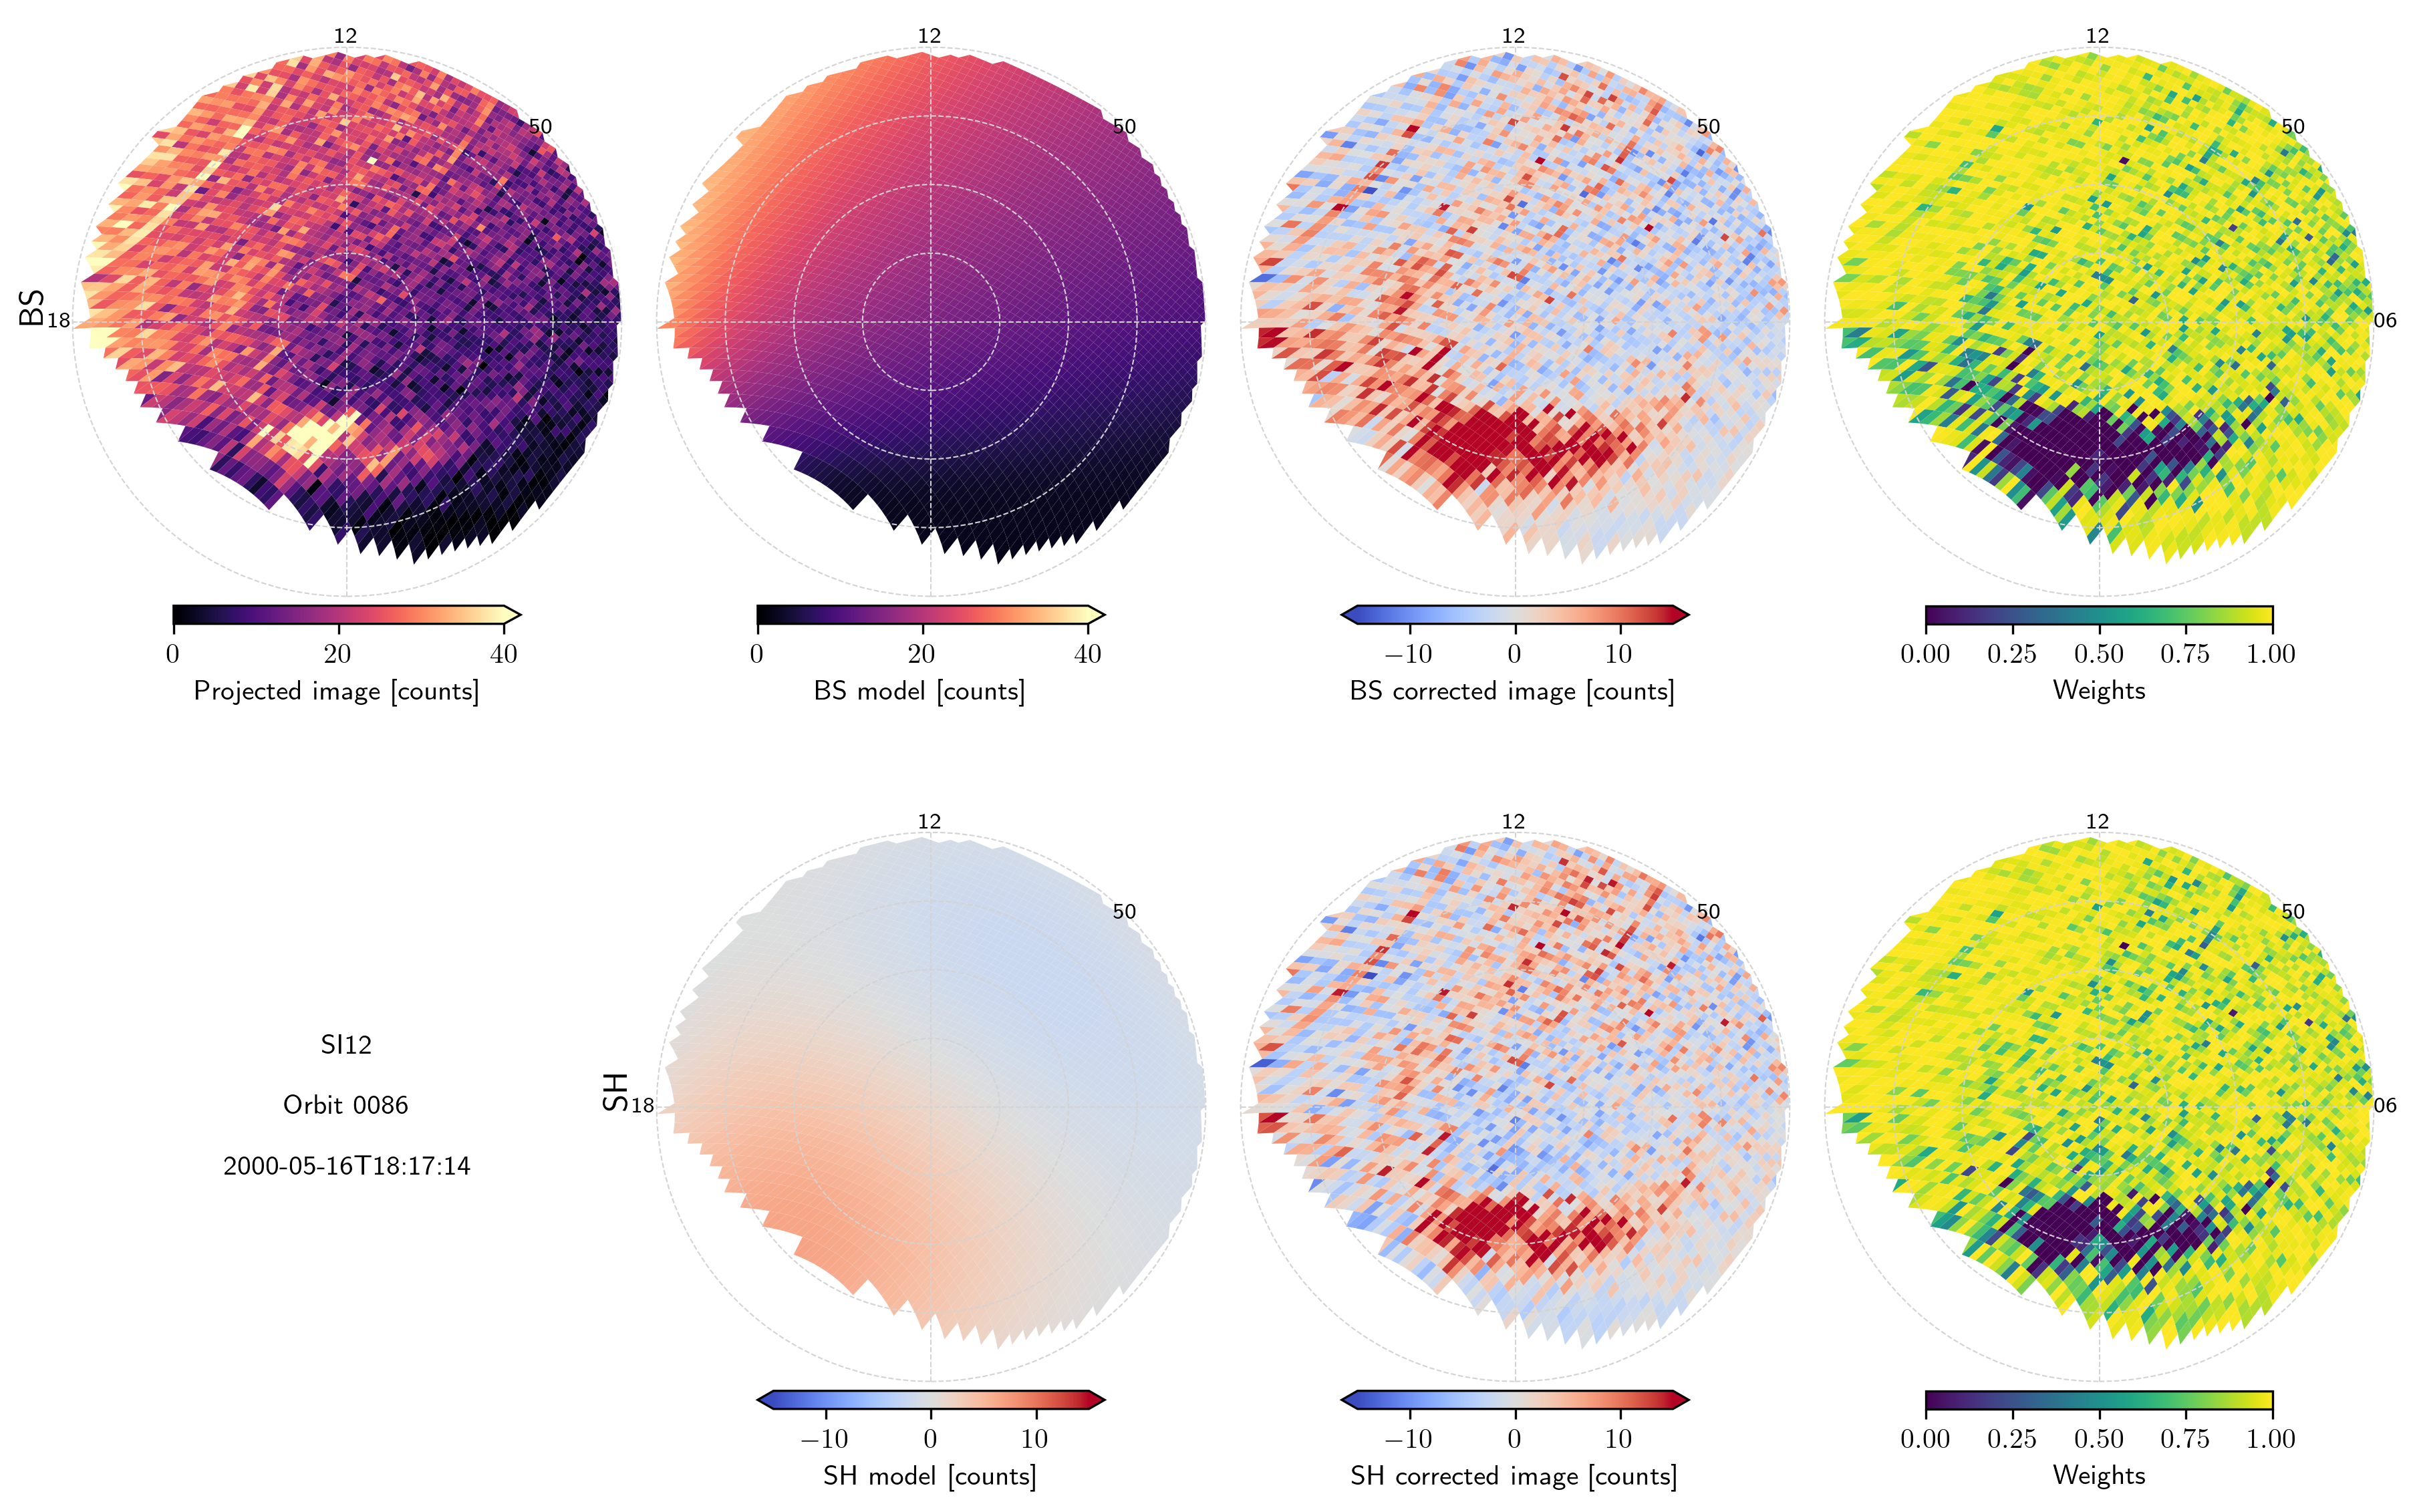 12 12 12 12
50 50 50 50
BS
18 06
0 20 40 0 20 40 −10 0 10 0.00 0.25 0.50 0.75 1.00
Projected image [counts] BS model [counts] BS corrected image [counts] Weights
12 12 12
50 50 50
SI12
Orbit 0086
2000-05-16T18:17:14
SH
18 06
−10 0 10 −10 0 10 0.00 0.25 0.50 0.75 1.00
SH model [counts] SH corrected image [counts] Weights